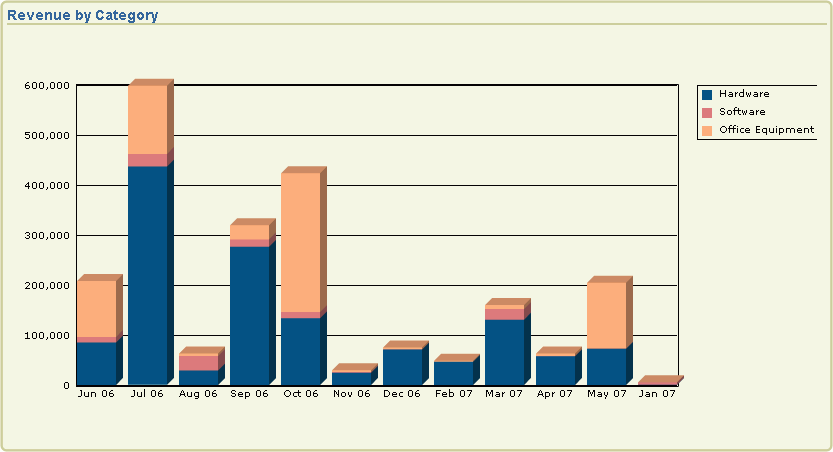 Revenue by Category
600,000
500,000
400,000
300,000
200,000
100,000
0
Jun 06 Jul 06 Aug 06 Sep 06 Oct 06 Nov 06 Dec 06 Feb 07 Mar 07 Apr 07 May 07 Jan 07
Hardware
Software
Office Equipment